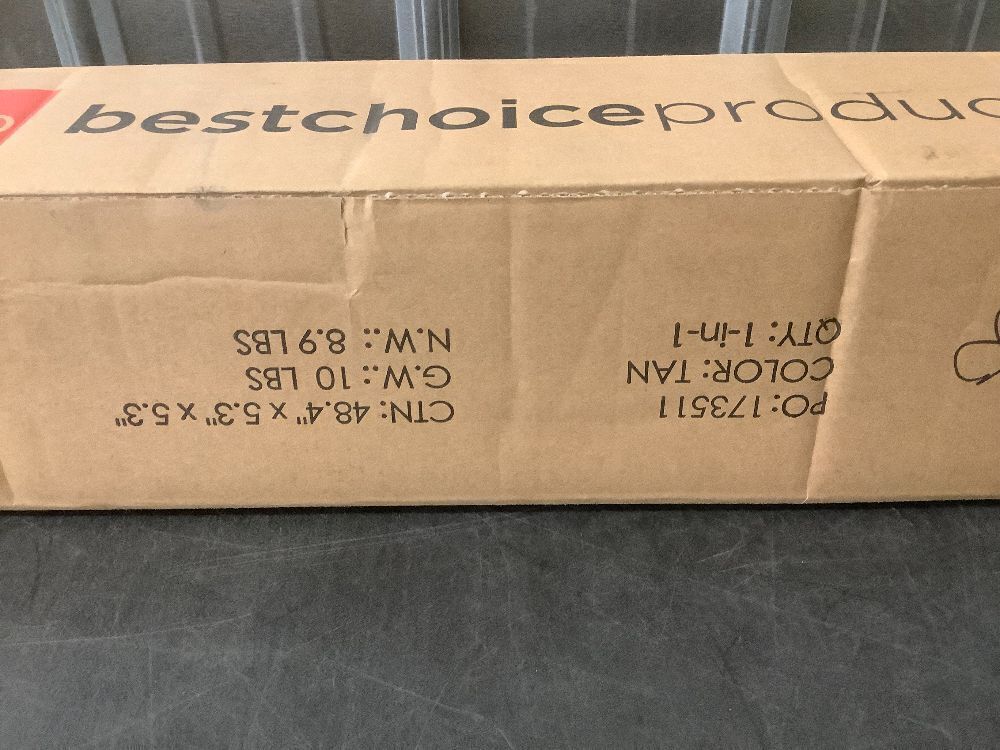 bestchoiceproduc
PO:173511
COLOR: TAN
QTY: 1-in-1
CTN: 48.4" x 5.3" x 5.3"
G.W.: 10 LBS
N.W.: 8.9 LBS